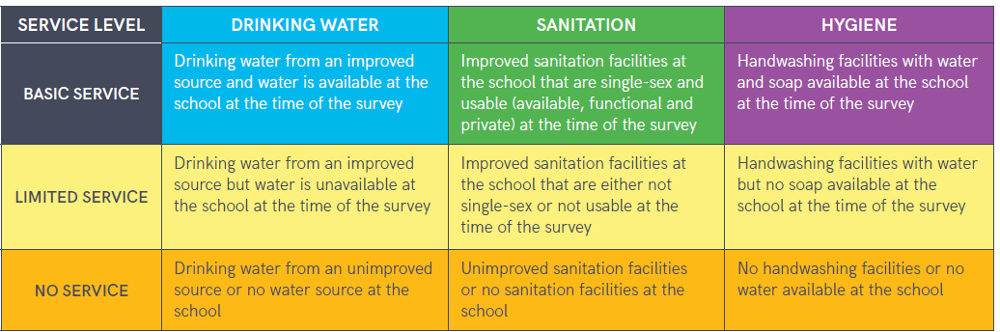 SERVICE LEVEL
DRINKING WATER
SANITATION
HYGIENE
BASIC SERVICE
Drinking water from an improved
source and water is available at the
school at the time of the survey
Improved sanitation facilities at
the school that are single-sex and
usable (available, functional and
private) at the time of the survey
Handwashing facilities with water
and soap available at the school
at the time of the survey
LIMITED SERVICE
Drinking water from an improved
source but water is unavailable at
the school at the time of the survey
Improved sanitation facilities at
the school that are either not
single-sex or not usable at the
time of the survey
Handwashing facilities with water
but no soap available at the
school at the time of the survey
NO SERVICE
Drinking water from an unimproved
source or no water source at the
school
Unimproved sanitation facilities
or no sanitation facilities at the
school
No handwashing facilities or no
water available at the school